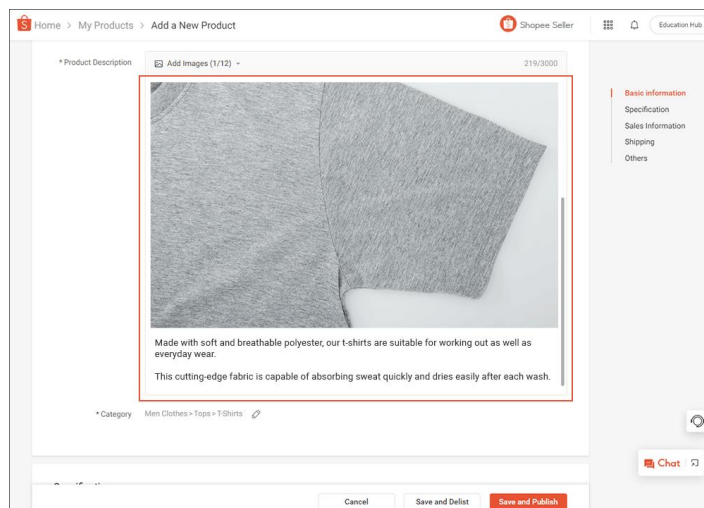 Home > My Products > Add a New Product
Shopee Seller
Education Hub
* Product Description
Add Images (1/12)
219/3000
Basic information
Specification
Sales Information
Shipping
Others
Made with soft and breathable polyester, our t-shirts are suitable for working out as well as
everyday wear.
This cutting-edge fabric is capable of absorbing sweat quickly and dries easily after each wash.
* Category
Men Clothes > Tops > T-Shirts
Chat
Cancel
Save and Delist
Save and Publish